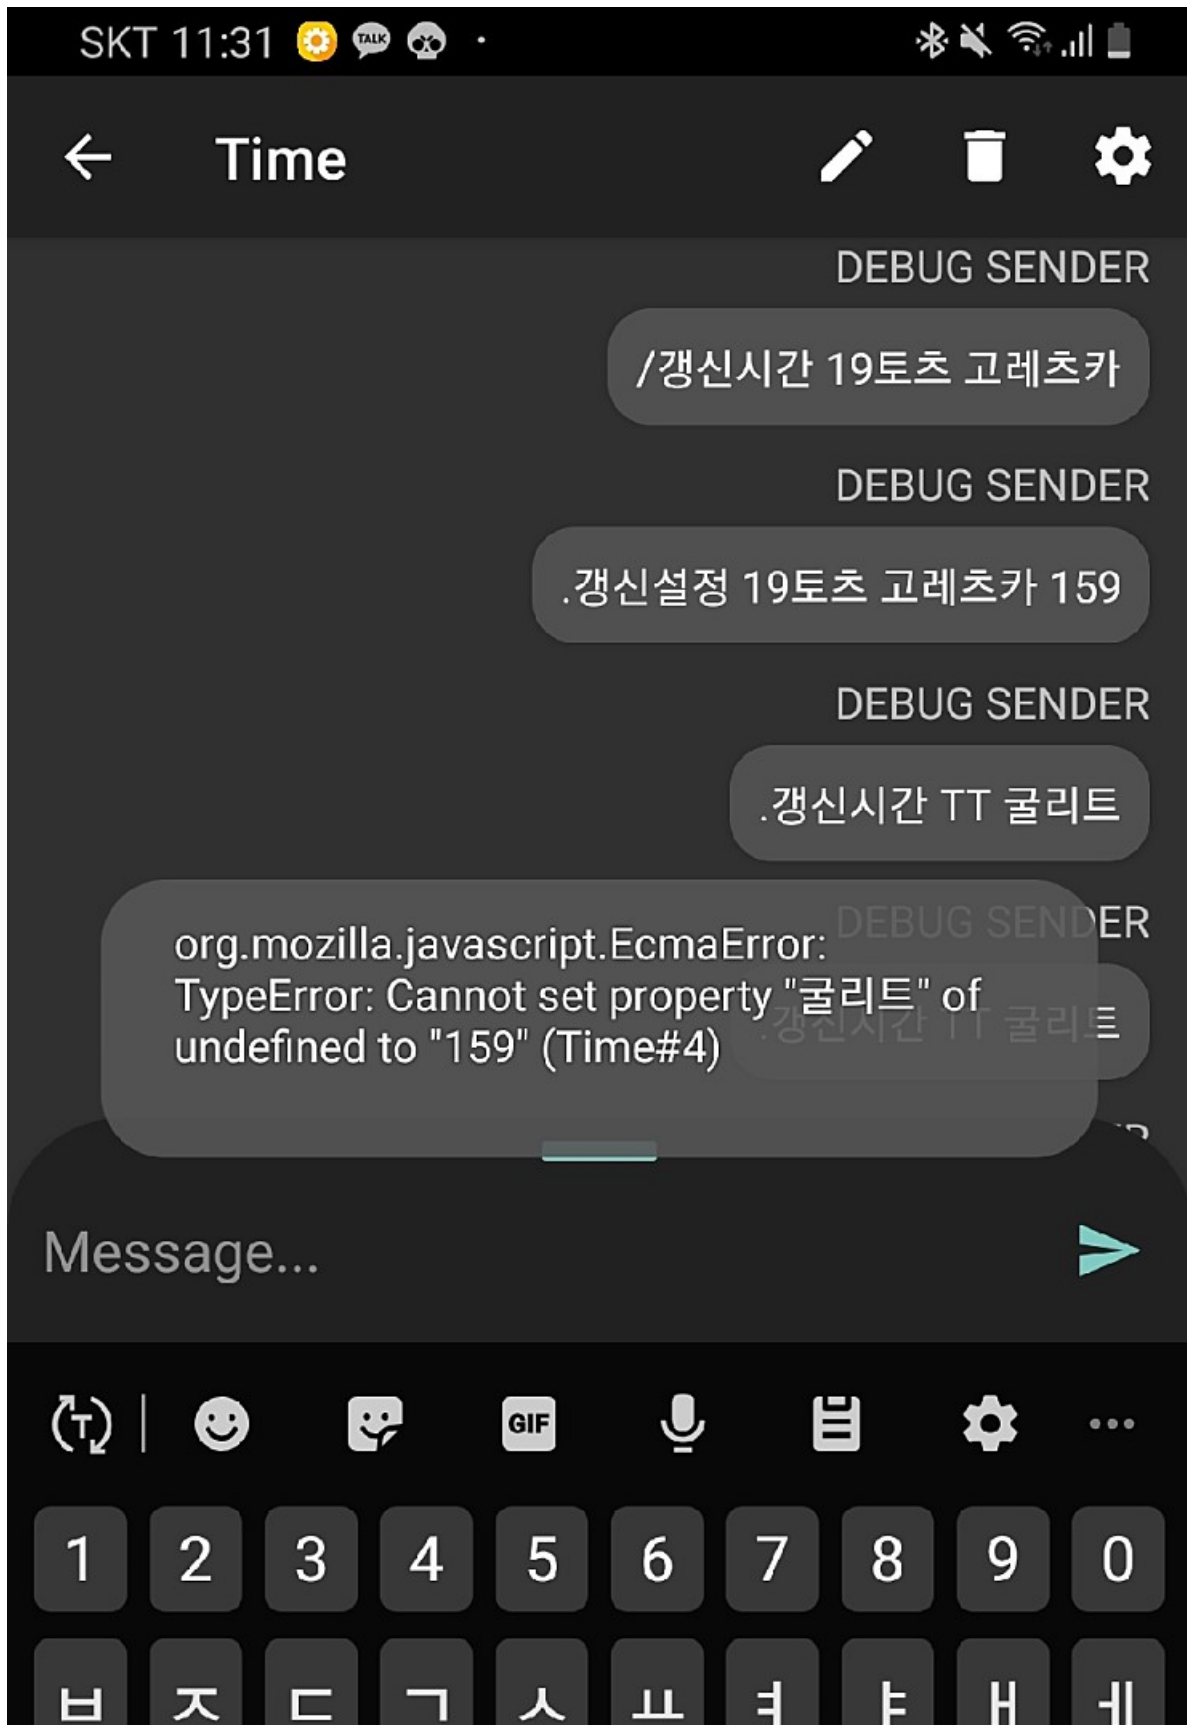 SKT 11:31 TALK
Time
DEBUG SENDER
/갱신시간 19토츠 고레츠카
DEBUG SENDER
.갱신설정 19토츠 고레츠카 159
DEBUG SENDER
.갱신시간 TT 굴리트
DEBUG SENDER
.갱신시간 TT 굴리트
org.mozilla.javascript.EcmaError:
TypeError: Cannot set property "굴리트" of
undefined to "159" (Time#4)
Message...
T GIF
1 2 3 4 5 6 7 8 9 0
ㅂ ㅈ ㄷ ㄱ ㅅ ㅛ ㅕ ㅑ ㅐ ㅔ